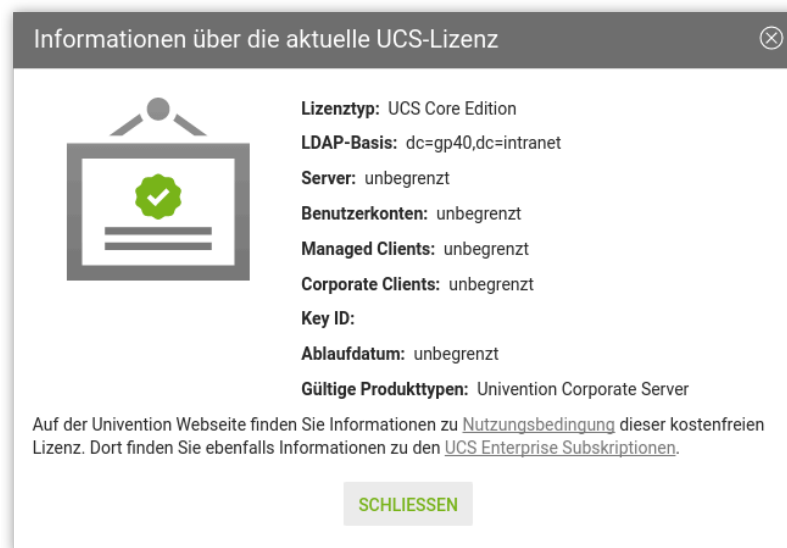 Informationen über die aktuelle UCS-Lizenz
Lizenztyp: UCS Core Edition
LDAP-Basis: dc=gp40,dc=intranet
Server: unbegrenzt
Benutzerkonten: unbegrenzt
Managed Clients: unbegrenzt
Corporate Clients: unbegrenzt
Key ID:
Ablaufdatum: unbegrenzt
Gültige Produkttypen: Univention Corporate Server
Auf der Univention Webseite finden Sie Informationen zu Nutzungsbedingung dieser kostenfreien
Lizenz. Dort finden Sie ebenfalls Informationen zu den UCS Enterprise Subskriptionen.
SCHLIESSEN